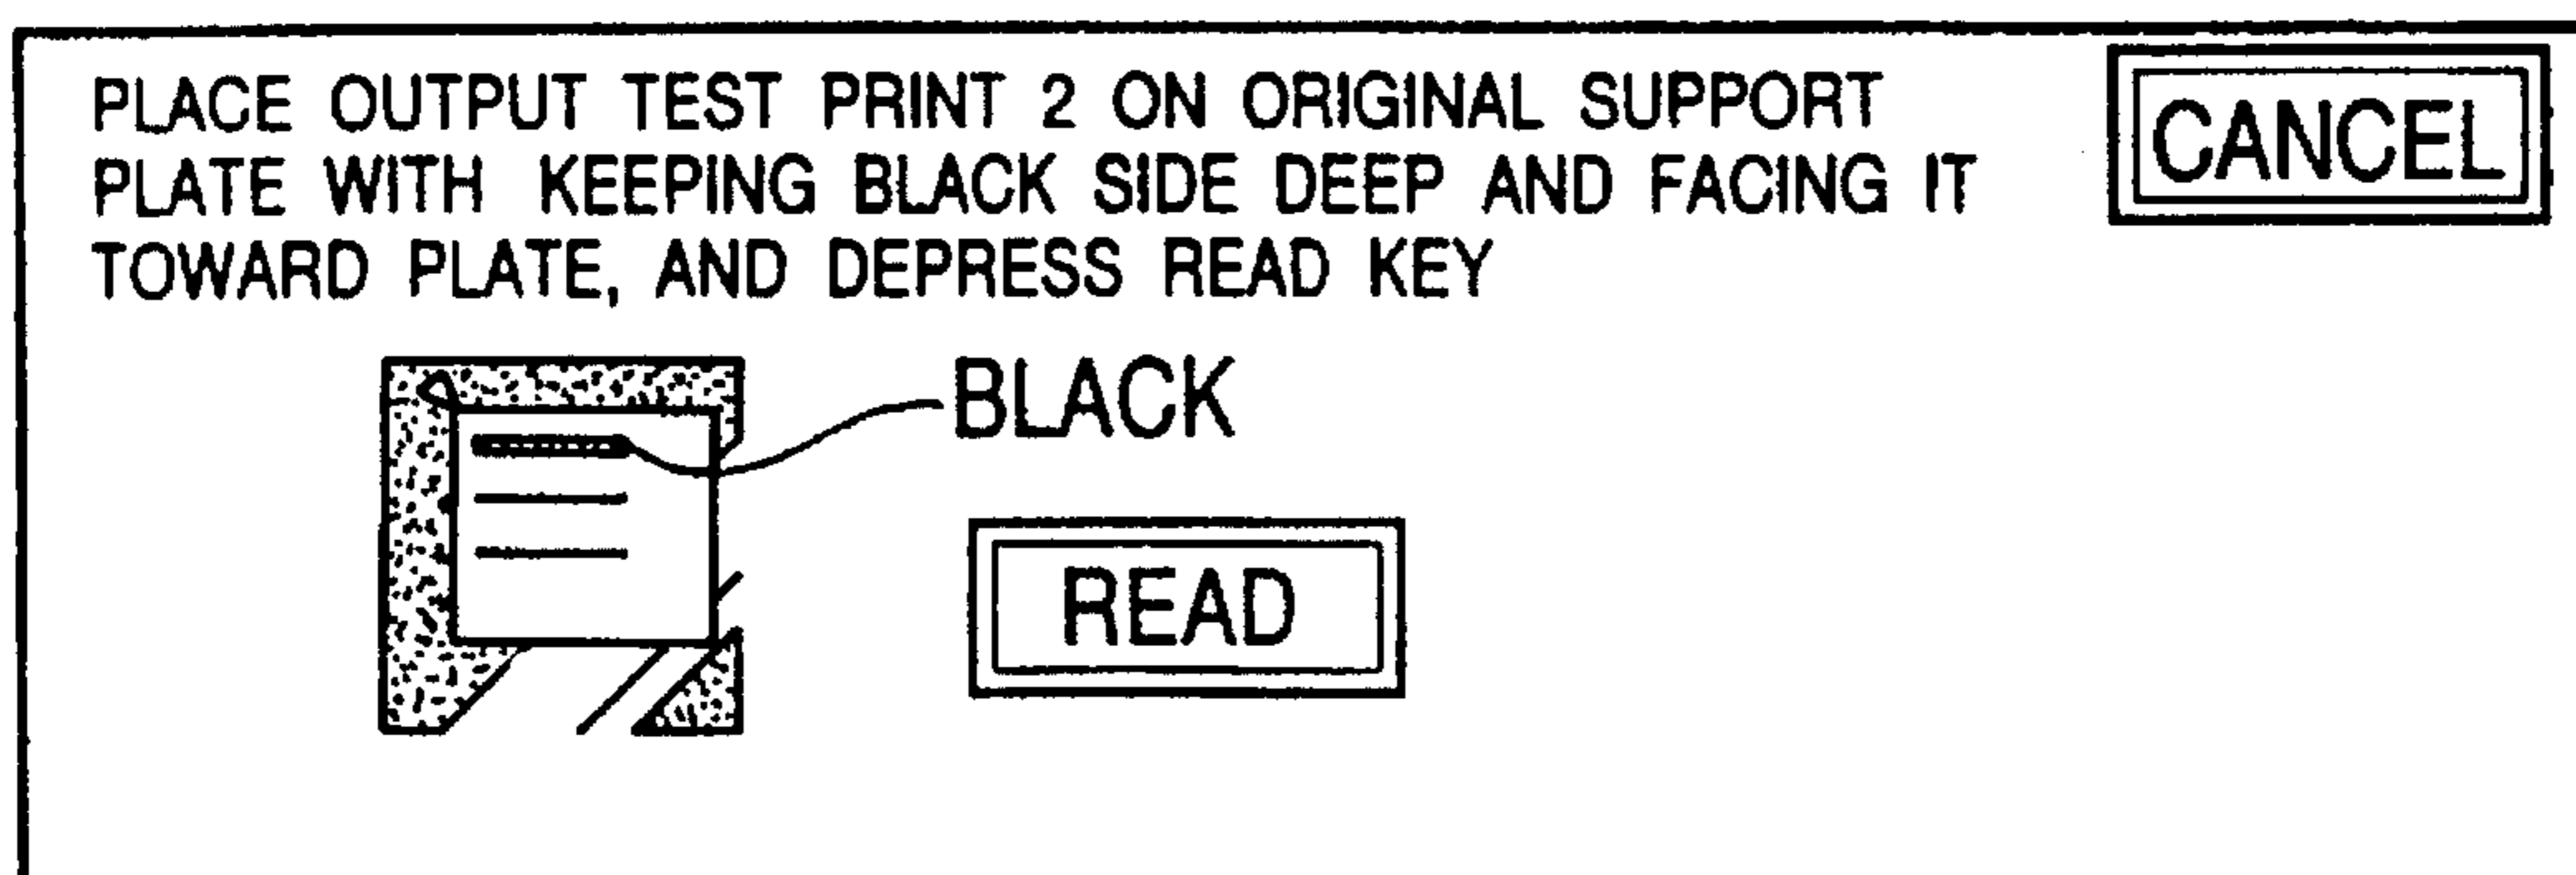 PLACE OUTPUT TEST PRINT 2 ON ORIGINAL SUPPORT
PLATE WITH KEEPING BLACK SIDE DEEP AND FACING IT
TOWARD PLATE, AND DEPRESS READ KEY
CANCEL
BLACK
READ